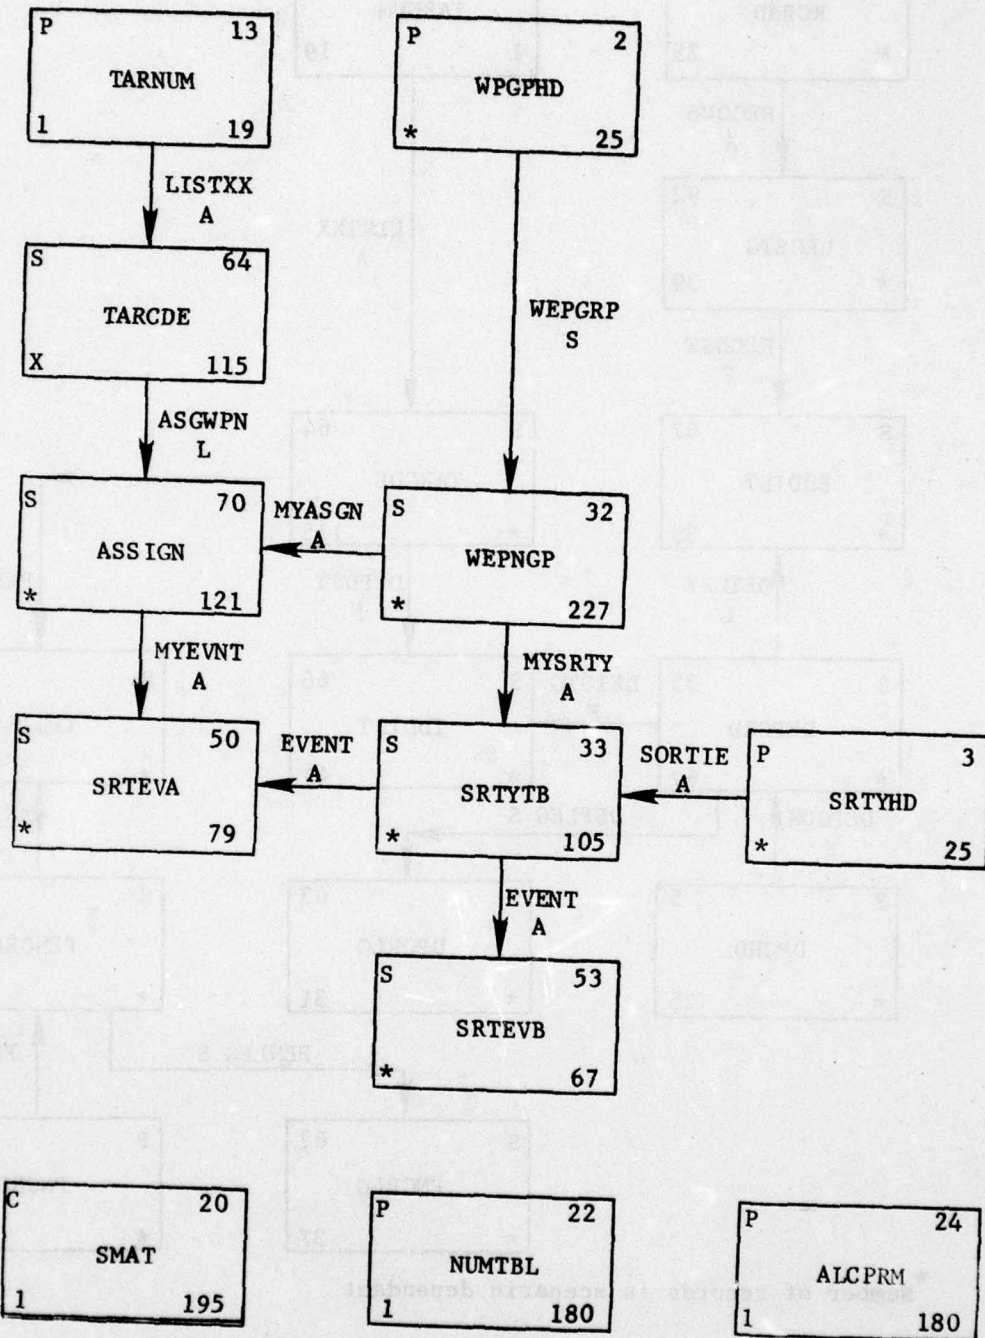 P 13
TARNUM
1 19
P 2
WPGPHD
* 25
LISTXX
A
S 64
TARCDE
X 115
WEPGRP
S
ASGWPN
L
S 70
ASSIGN
* 121
MYASGN
A
S 32
WEPNGP
* 227
MYEVNT
A
MYSRTY
A
S 50
SRTEVA
* 79
EVENT
A
S 33
SRTYTB
* 105
SORTIE
A
P 3
SRTYHD
* 25
EVENT
A
S 53
SRTEVB
* 67
C 20
SMAT
1 195
P 22
NUMTBL
1 180
P 24
ALCPRM
1 180